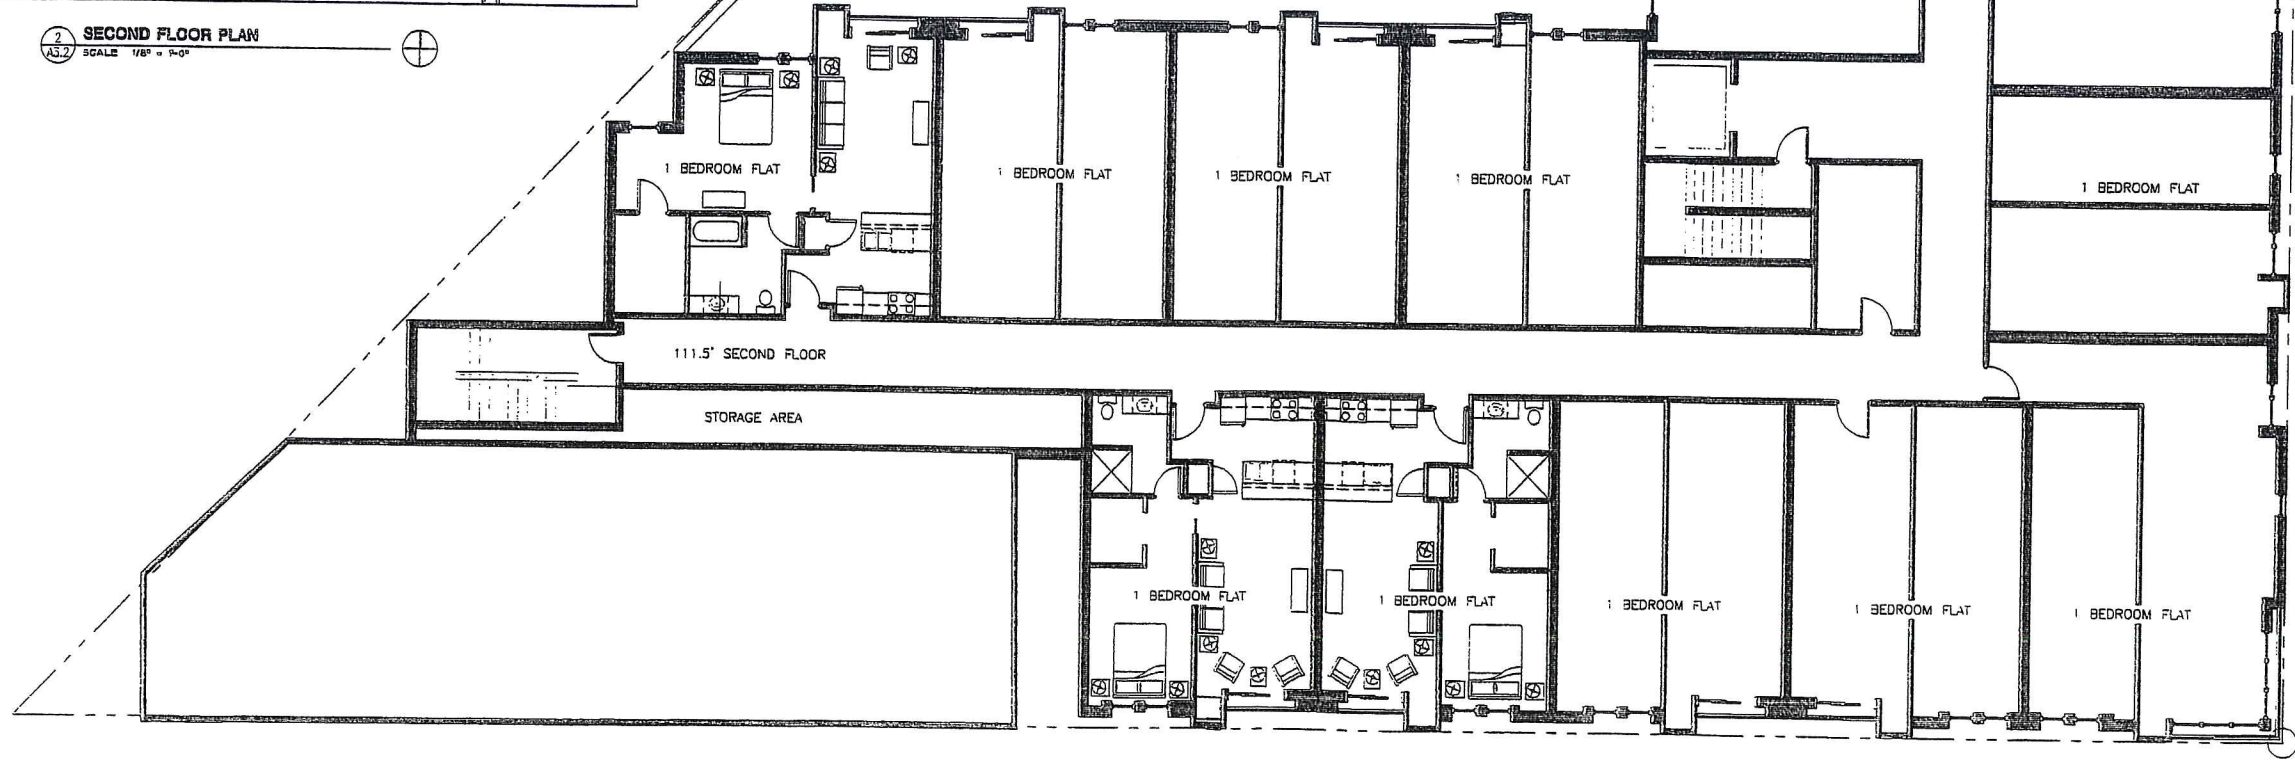 2
A3.2
SECOND FLOOR PLAN
SCALE 1/8" = 1'-0"
1 BEDROOM FLAT
1 BEDROOM FLAT
1 BEDROOM FLAT
1 BEDROOM FLAT
1 BEDROOM FLAT
111.5' SECOND FLOOR
STORAGE AREA
1 BEDROOM FLAT
1 BEDROOM FLAT
1 BEDROOM FLAT
1 BEDROOM FLAT
1 BEDROOM FLAT